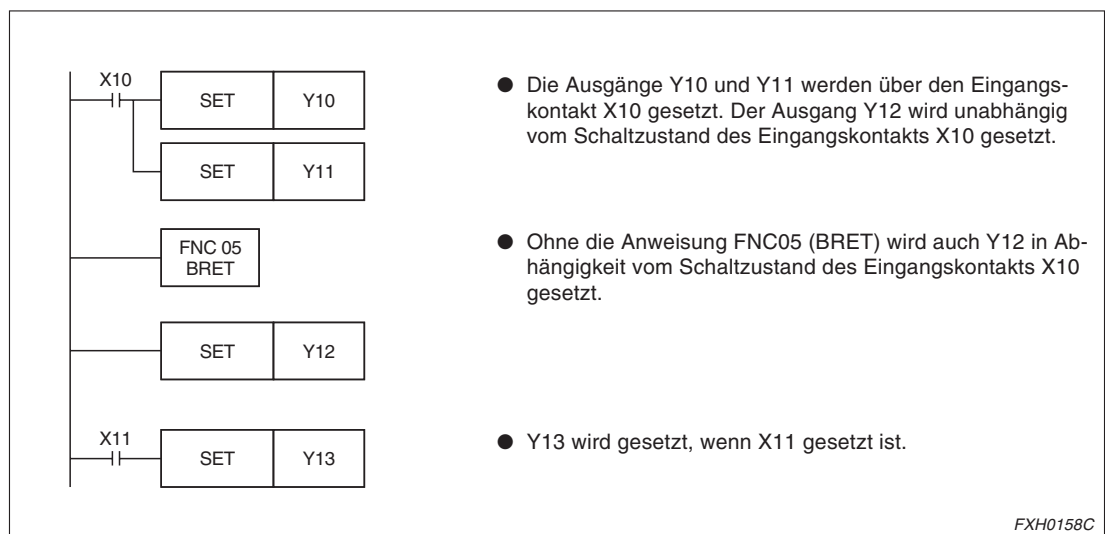 X10
SET Y10
SET Y11
● Die Ausgänge Y10 und Y11 werden über den Eingangs-
kontakt X10 gesetzt. Der Ausgang Y12 wird unabhängig
vom Schaltzustand des Eingangskontakts X10 gesetzt.
FNC 05
BRET
● Ohne die Anweisung FNC05 (BRET) wird auch Y12 in Ab-
hängigkeit vom Schaltzustand des Eingangskontakts X10
gesetzt.
SET Y12
X11
SET Y13
● Y13 wird gesetzt, wenn X11 gesetzt ist.
FXH0158C